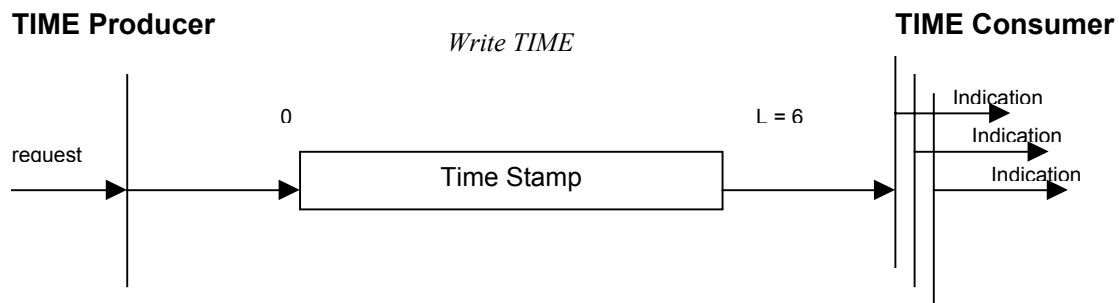 TIME Producer
Write TIME
TIME Consumer
0
L = 6
Indication
request
Indication
Time Stamp
Indication